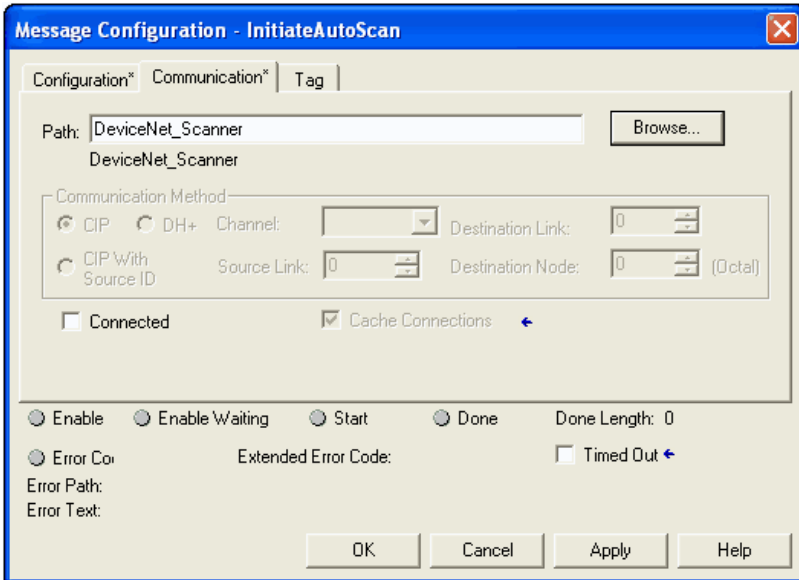 Message Configuration - InitiateAutoScan
Configuration* Communication* Tag
Path: DeviceNet_Scanner Browse...
DeviceNet_Scanner
Communication Method
CIP DH+ Channel: Destination Link: 0
CIP With Source ID Source Link: 0 Destination Node: 0 (Octal)
Connected Cache Connections
Enable Enable Waiting Start Done Done Length: 0
Error Co Extended Error Code: Timed Out
Error Path:
Error Text:
OK Cancel Apply Help